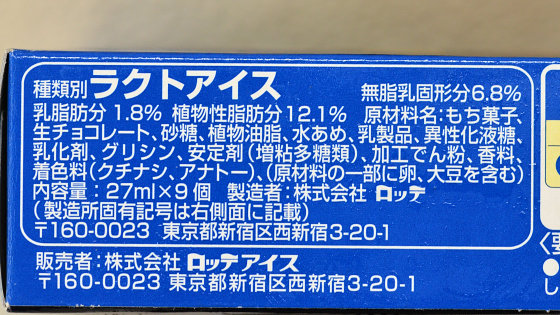 種類別 ラクトアイス 無脂乳固形分6.8%
乳脂肪分 1.8% 植物性脂肪分12.1% 原材料名:もち菓子、
生チョコレート、砂糖、植物油脂、水あめ、乳製品、異性化液糖、
乳化剤、グリシン、安定剤(増粘多糖類)、加工でん粉、香料、
着色料(クチナシ、アナトー)、(原材料の一部に卵、大豆を含む)
内容量:27ml×9個 製造者:株式会社 ロッテ
(製造所固有記号は右側面に記載)
〒160-0023 東京都新宿区西新宿3-20-1
販売者:株式会社 ロッテアイス
〒160-0023 東京都新宿区西新宿3-20-1